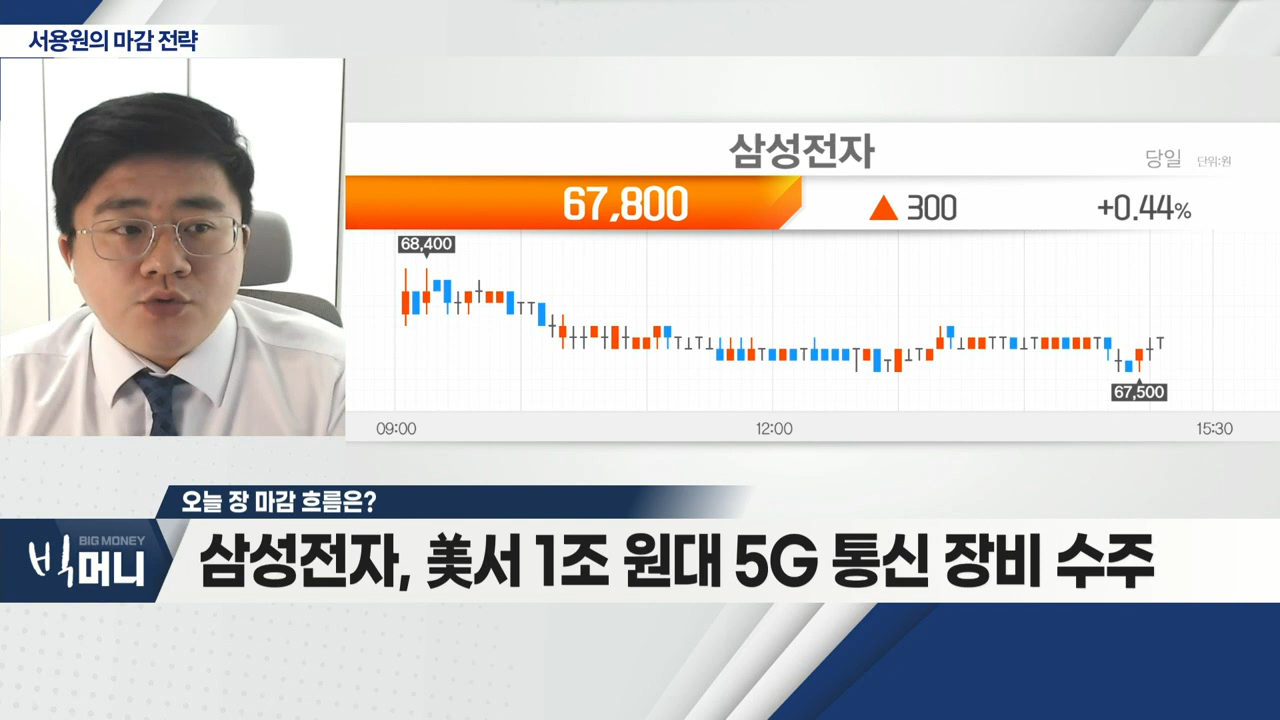 서용원의 마감 전략
삼성전자
당일 단위:원
67,800 ▲ 300 +0.44%
68,400
67,500
09:00 12:00 15:30
오늘 장 마감 흐름은?
BIG MONEY
빅머니
삼성전자, 美서 1조 원대 5G 통신 장비 수주